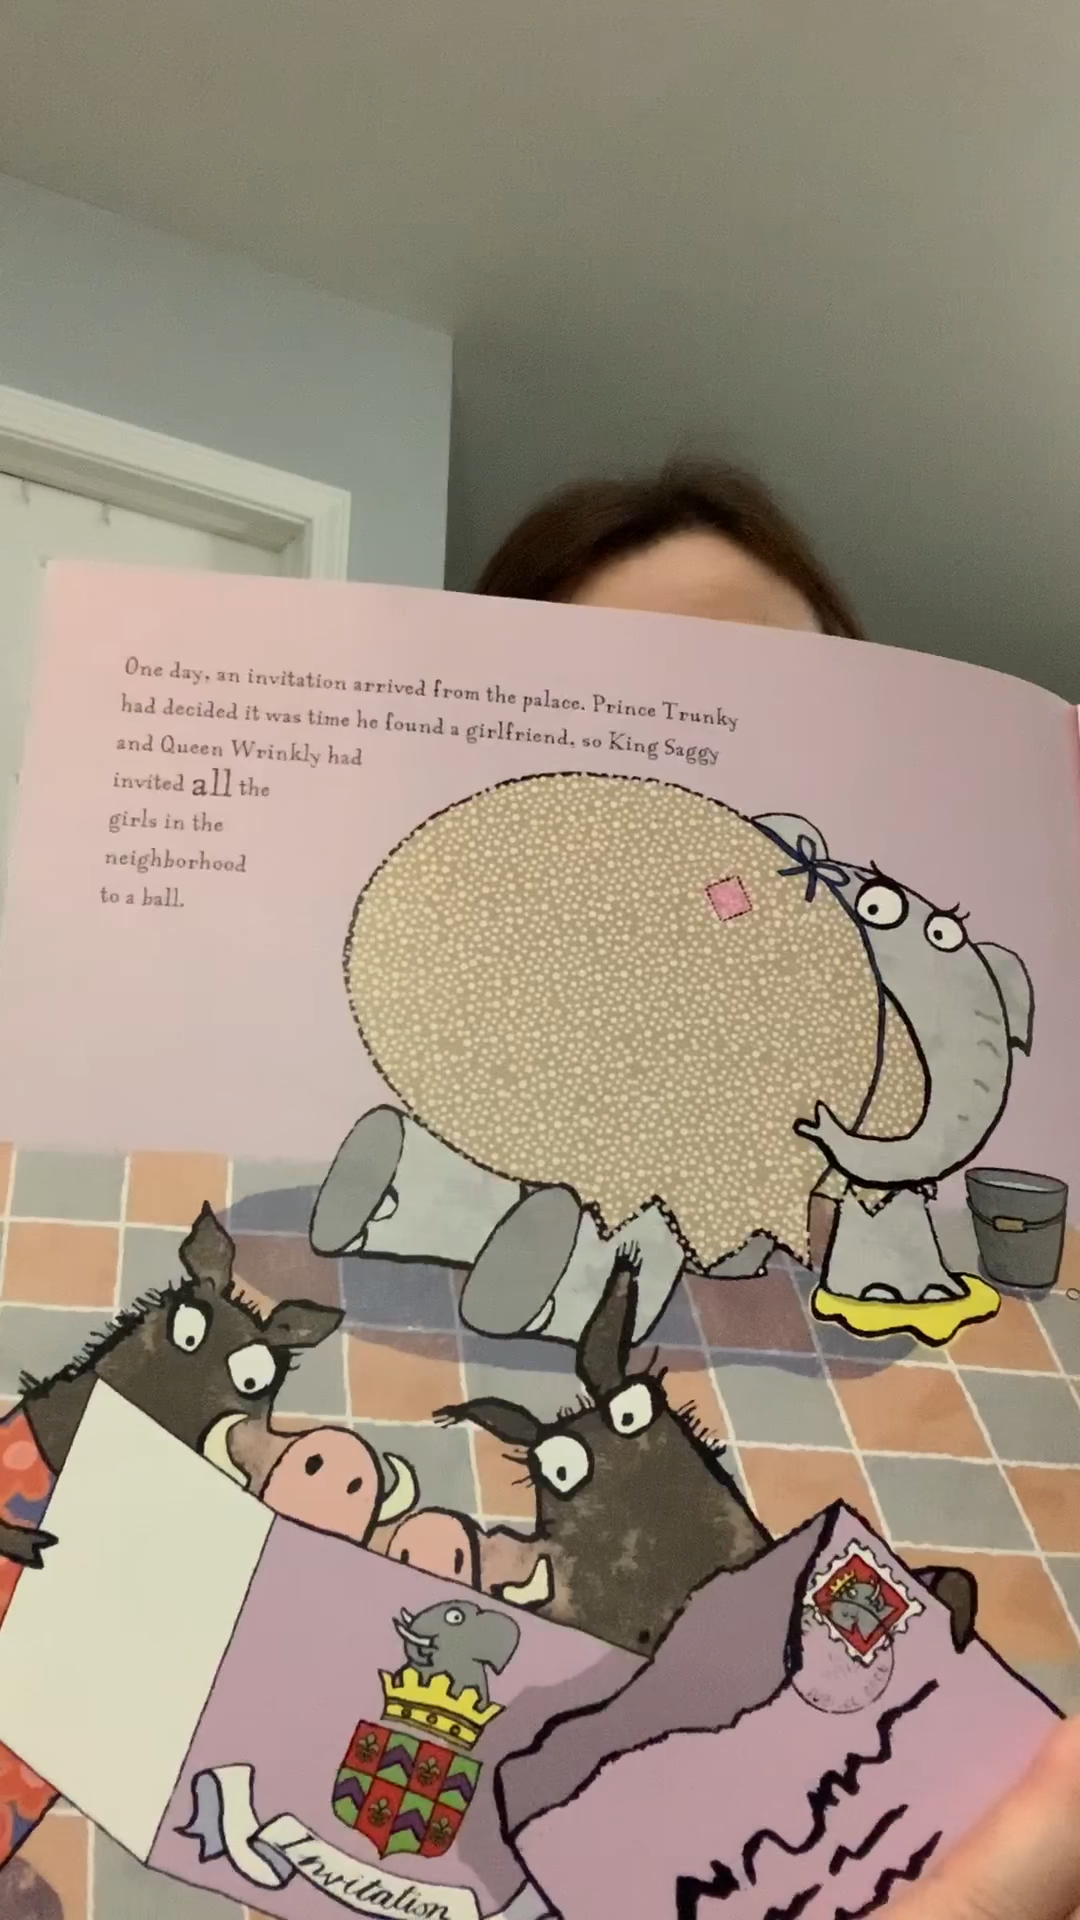 One day, an invitation arrived from the palace. Prince Trunky
had decided it was time he found a girlfriend, so King Saggy
and Queen Wrinkly had
invited all the
girls in the
neighborhood
to a ball.
Invitation